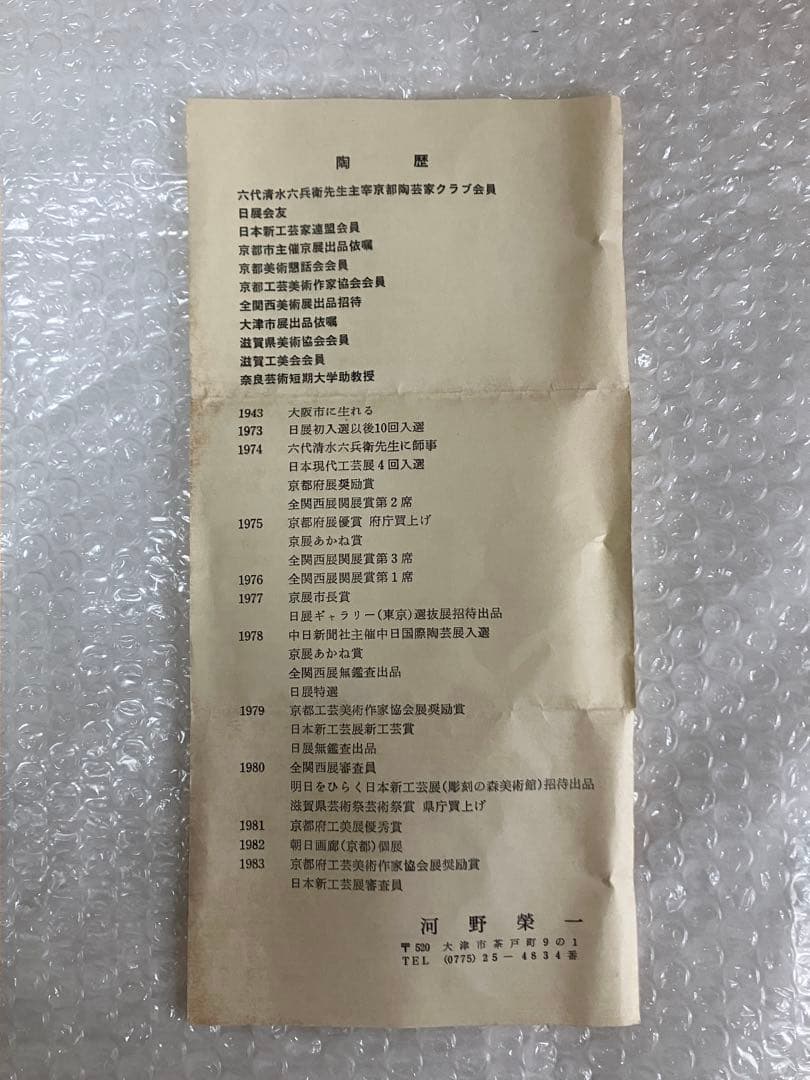 陶歴
六代清水六兵衛先生主宰京都陶芸家クラブ会員
日展会友
日本新工芸家連盟会員
京都市主催京展出品依嘱
京都美術懇話会会員
京都工芸美術作家協会会員
全関西美術展出品招待
大津市展出品依嘱
滋賀県美術協会会員
滋賀工美会会員
奈良芸術短期大学助教授
1943 大阪市に生れる
1973 日展初入選以後10回入選
1974 六代清水六兵衛先生に師事
日本現代工芸展4回入選
京都府展奨励賞
全関西展関展賞第2席
1975 京都府展優賞 府庁買上げ
京展あかね賞
全関西展関展賞第3席
1976 全関西展関展賞第1席
1977 京展市長賞
日展ギャラリー(東京)選抜展招待出品
1978 中日新聞社主催中日国際陶芸展入選
京展あかね賞
全関西展無鑑査出品
日展特選
1979 京都工芸美術作家協会展奨励賞
日本新工芸展新工芸賞
日展無鑑査出品
1980 全関西展審査員
明日をひらく日本新工芸展(彫刻の森美術館)招待出品
滋賀県芸術祭芸術祭賞 県庁買上げ
1981 京都府工美展優秀賞
1982 朝日画廊(京都)個展
1983 京都府工芸美術作家協会展奨励賞
日本新工芸展審査員
河野榮一
〒520 大津市茶戸町9の1
TEL (0775)25-4834番